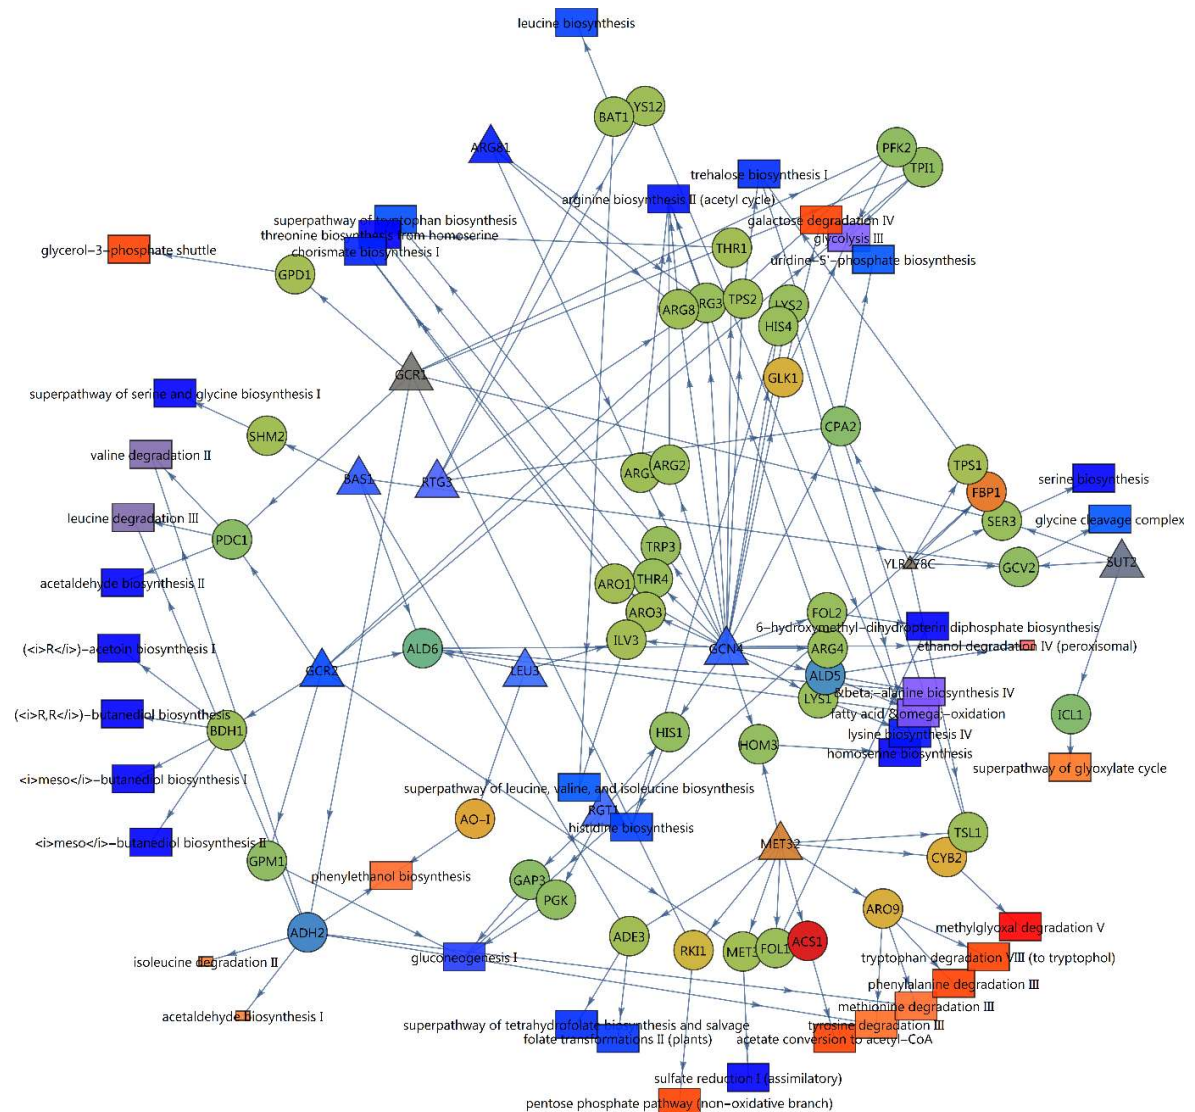 leucine biosynthesis
YS12
BAT1
ARG81
PFK2
TPI1
trehalose biosynthesis I
arginine biosynthesis II (acetyl cycle)
superpathway of tryptophan biosynthesis
galactose degradation IV
threonine biosynthesis from homoserine
glycolysis III
glycerol-3-phosphate shuttle
chorismate biosynthesis I
THR1
uridine-5'-phosphate biosynthesis
GPD1
ARG8
RG3
TPS2
LYS2
HIS4
GCR1
GLK1
superpathway of serine and glycine biosynthesis I
CPA2
SHM2
valine degradation II
BAS1
RTG3
ARG
ARG2
TPS1
FBP1
serine biosynthesis
leucine degradation III
SER3
glycine cleavage complex
PDC1
TRP3
YLR278C
GCV2
SUT2
acetaldehyde biosynthesis II
ARO1
THR4
ARO3
FOL2
6-hydroxymethyl-dihydropterin diphosphate biosynthesis
(<i>R</i>)-acetoin biosynthesis I
ALD6
ILV3
GCN4
ARG4
ethanol degradation IV (peroxisomal)
GCR2
LEU3
ALD5
&beta;-alanine biosynthesis IV
LYS1
(<i>R,R</i>)-butanediol biosynthesis
fatty acid &omega;-oxidation
ICL1
BDH1
HIS1
HOM3
lysine biosynthesis IV
homoserine biosynthesis
<i>meso</i>-butanediol biosynthesis I
superpathway of glyoxylate cycle
superpathway of leucine, valine, and isoleucine biosynthesis
RGT1
AO-I
histidine biosynthesis
TSL1
<i>meso</i>-butanediol biosynthesis II
MET32
CYB2
GPM1
phenylethanol biosynthesis
GAP3
PGK
ARO9
ADH2
ADE3
methylglyoxal degradation V
isoleucine degradation II
gluconeogenesis I
RKI1
MET3
FOL1
ACS1
tryptophan degradation VIII (to tryptophol)
phenylalanine degradation III
methionine degradation III
acetaldehyde biosynthesis I
superpathway of tetrahydrofolate biosynthesis and salvage
tyrosine degradation III
folate transformations II (plants)
acetate conversion to acetyl-CoA
sulfate reduction I (assimilatory)
pentose phosphate pathway (non-oxidative branch)